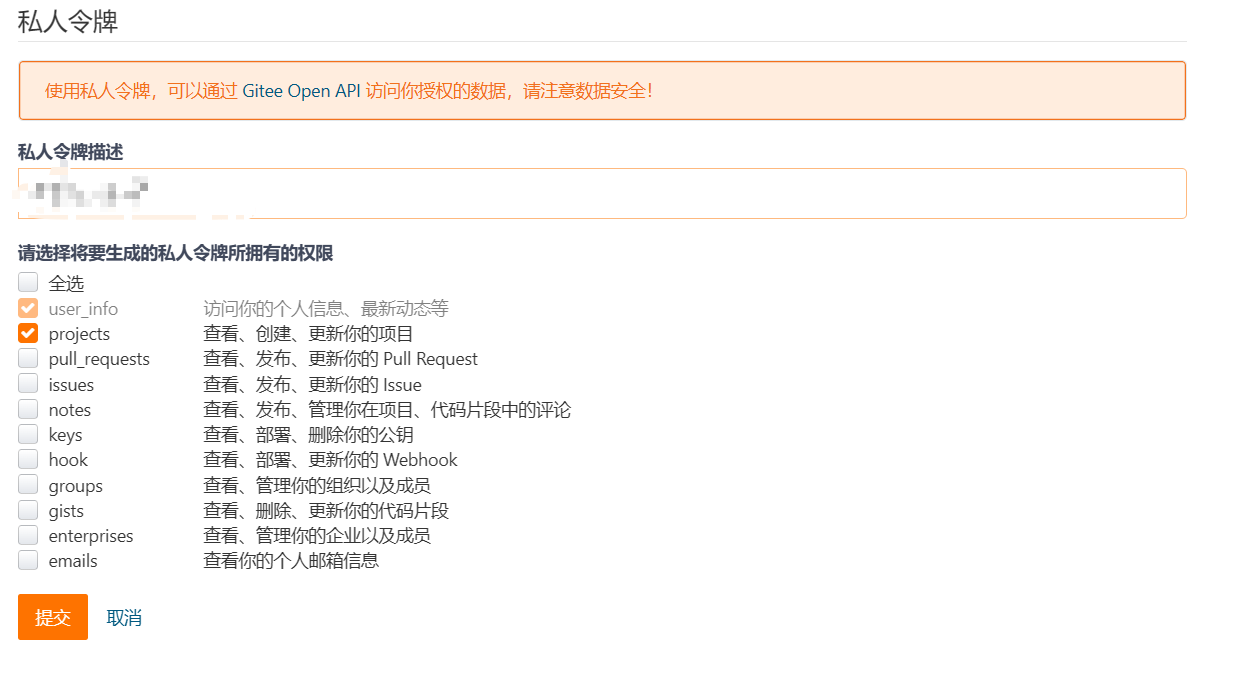 私人令牌
使用私人令牌，可以通过 Gitee Open API 访问你授权的数据，请注意数据安全！
私人令牌描述
请选择将要生成的私人令牌所拥有的权限
全选
user_info 访问你的个人信息、最新动态等
projects 查看、创建、更新你的项目
pull_requests 查看、发布、更新你的 Pull Request
issues 查看、发布、更新你的 Issue
notes 查看、发布、管理你在项目、代码片段中的评论
keys 查看、部署、删除你的公钥
hook 查看、部署、更新你的 Webhook
groups 查看、管理你的组织以及成员
gists 查看、删除、更新你的代码片段
enterprises 查看、管理你的企业以及成员
emails 查看你的个人邮箱信息
提交 取消